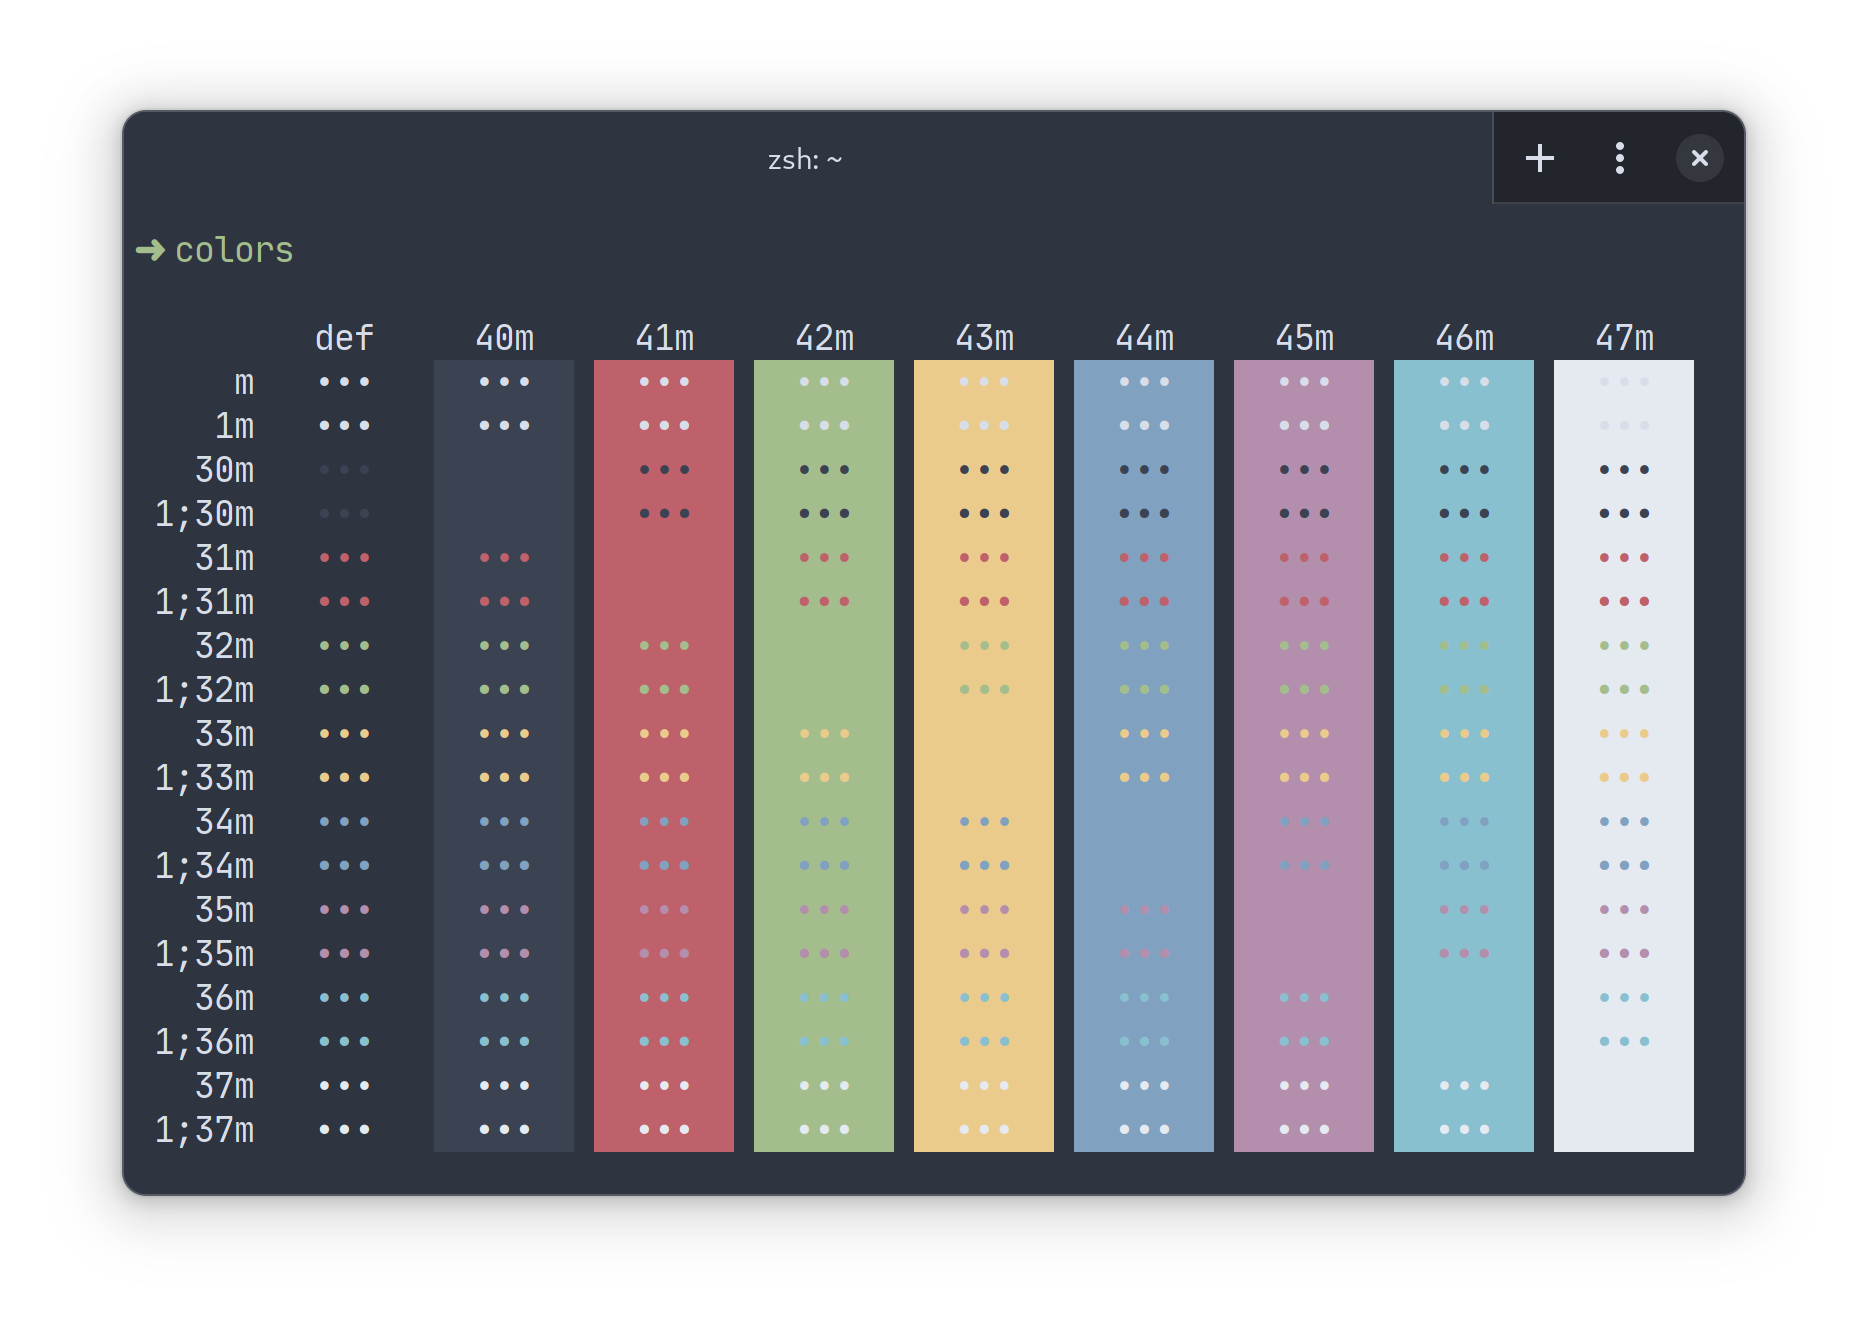 zsh: ~
➜ colors
def 40m 41m 42m 43m 44m 45m 46m 47m
m ••• ••• ••• ••• ••• ••• ••• ••• •••
1m ••• ••• ••• ••• ••• ••• ••• ••• •••
30m ••• ••• ••• ••• ••• ••• ••• •••
1;30m ••• ••• ••• ••• ••• ••• ••• •••
31m ••• ••• ••• ••• ••• ••• ••• •••
1;31m ••• ••• ••• ••• ••• ••• ••• •••
32m ••• ••• ••• ••• ••• ••• ••• •••
1;32m ••• ••• ••• ••• ••• ••• ••• •••
33m ••• ••• ••• ••• ••• ••• ••• •••
1;33m ••• ••• ••• ••• ••• ••• ••• •••
34m ••• ••• ••• ••• ••• ••• ••• •••
1;34m ••• ••• ••• ••• ••• ••• ••• •••
35m ••• ••• ••• ••• ••• ••• ••• •••
1;35m ••• ••• ••• ••• ••• ••• ••• •••
36m ••• ••• ••• ••• ••• ••• ••• •••
1;36m ••• ••• ••• ••• ••• ••• ••• •••
37m ••• ••• ••• ••• ••• ••• ••• •••
1;37m ••• ••• ••• ••• ••• ••• ••• •••